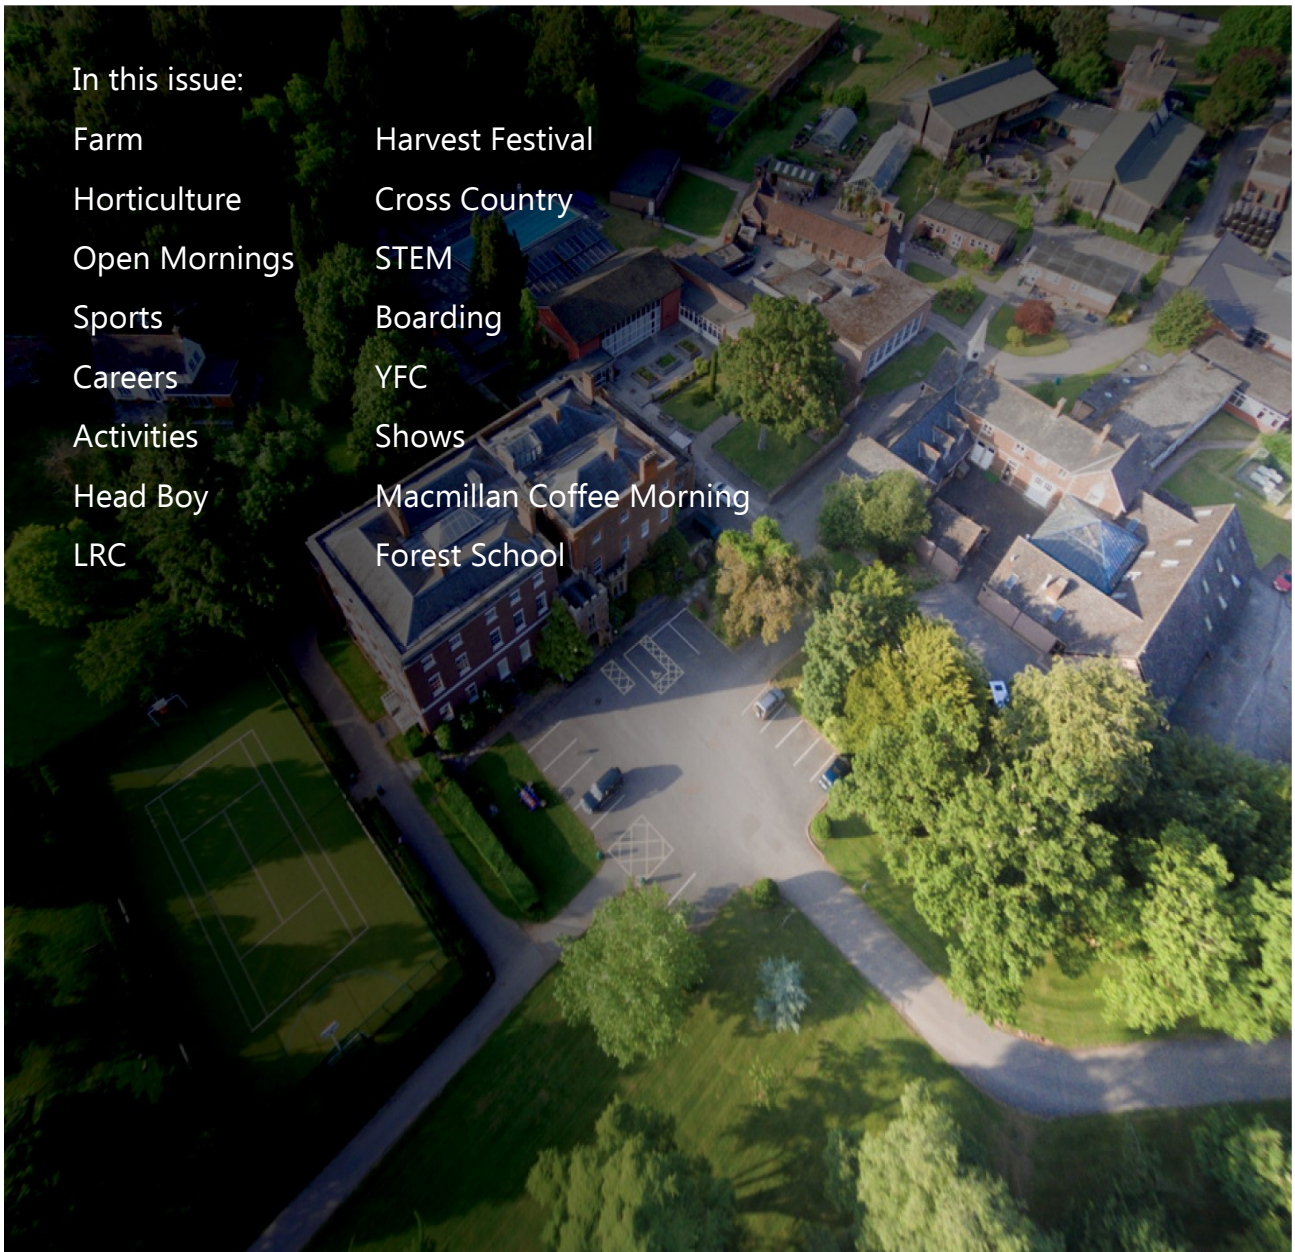 In this issue:
Farm
Horticulture
Open Mornings
Sports
Careers
Activities
Head Boy
LRC
Harvest Festival
Cross Country
STEM
Boarding
YFC
Shows
Macmillan Coffee Morning
Forest School